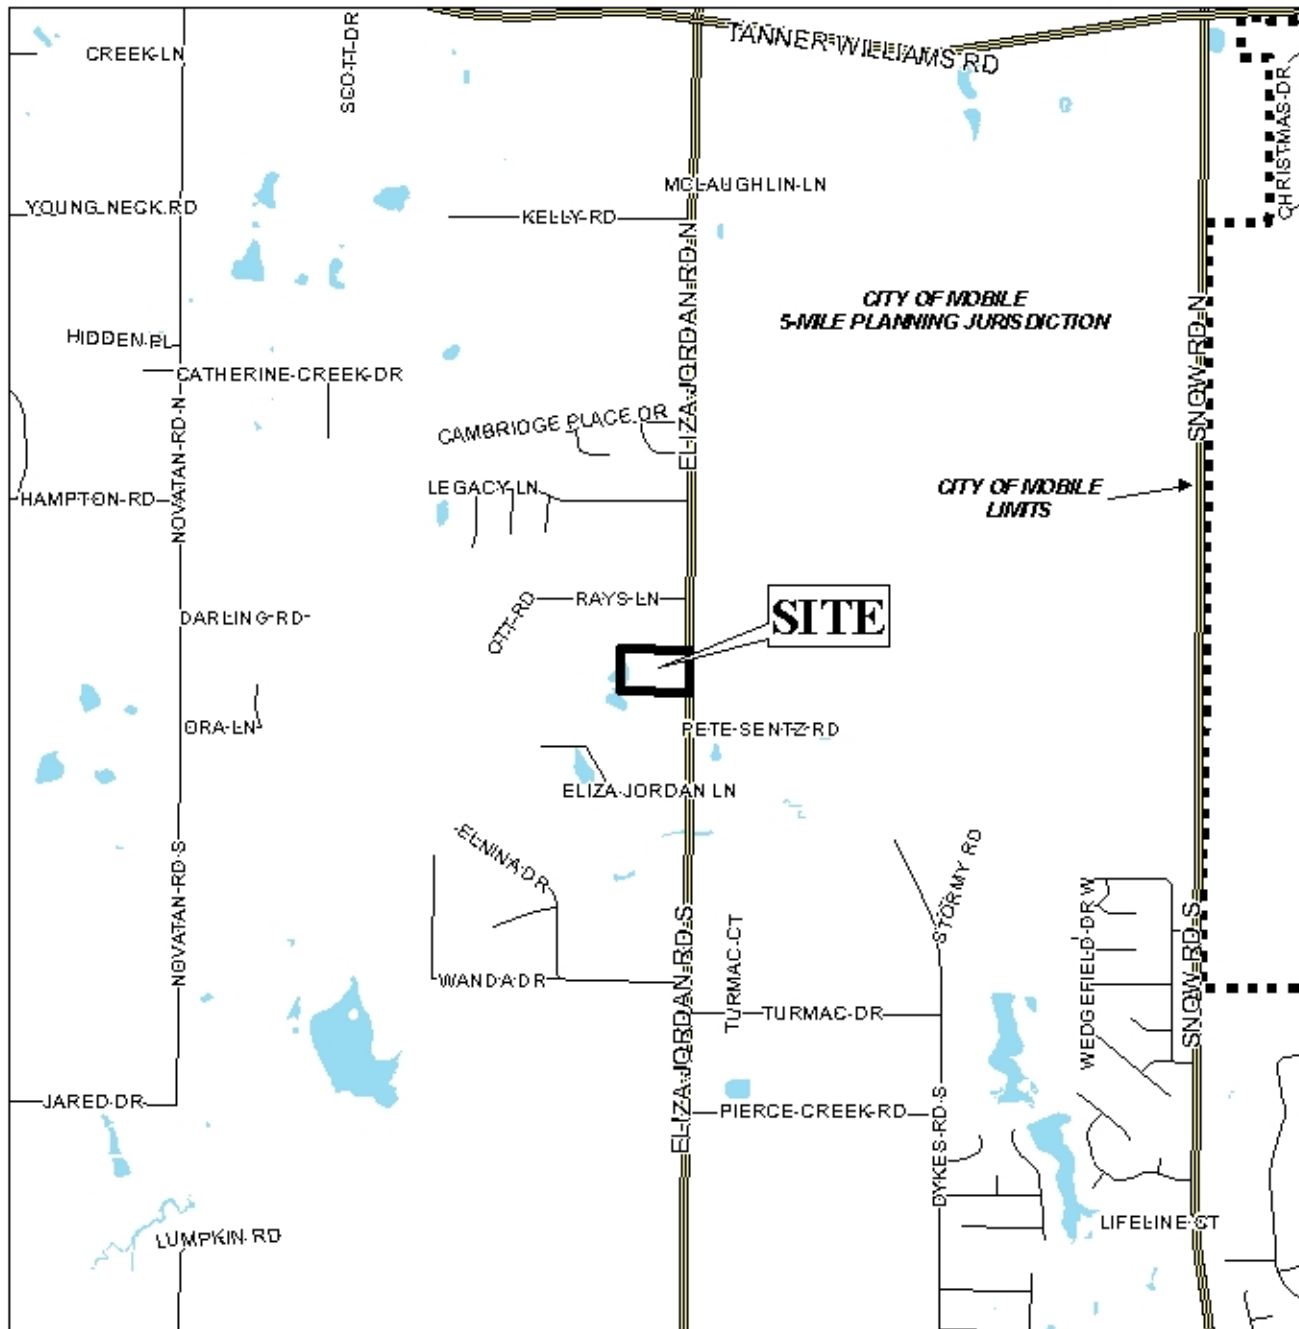 TANNER WILLIAMS RD
CREEK LN
SCOTT DR
CHRISTMAS DR
MCLAUGHLIN LN
YOUNG NECK RD
KELLY RD
ELIZA JORDAN RD N
CITY OF MOBILE
5-MILE PLANNING JURISDICTION
SNOW RD N
HIDDEN PL
CATHERINE CREEK DR
NOVATAN RD N
CAMBRIDGE PLACE DR
LEGACY LN
HAMPTON RD
CITY OF MOBILE
LIMITS
RAYS LN
OTT RD
SITE
DARLING RD
ORA LN
PETE SENTZ RD
ELIZA JORDAN LN
ELNINA DR
STORMY RD
NOVATAN RD S
WEDGEFIELD DR W
SNOW RD S
ELIZA JORDAN RD S
TURMAC CT
WANDA DR
TURMAC DR
JARED DR
PIERCE CREEK RD
DYKES RD S
LIFELINE CT
LUMPKIN RD